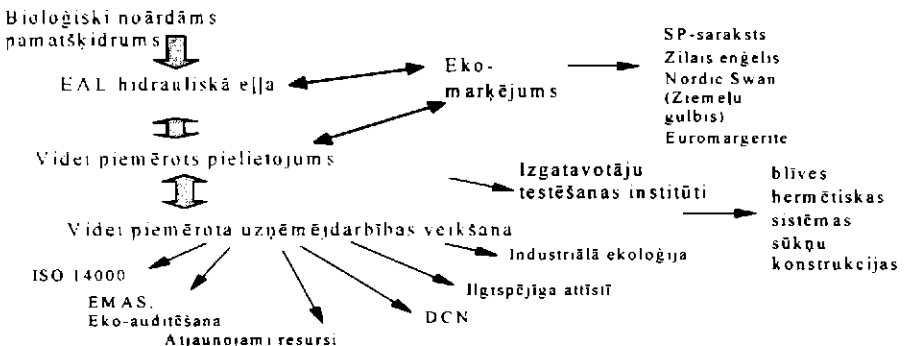 Bioloģiski noārdāms
pamatšķidrums
EAL hidrauliskā eļļa
Videi piemērots pielietojums
Videi piemērota uzņēmējdarbības veikšana
Eko-
marķējums
SP-saraksts
Zilais eņģelis
Nordic Swan
(Ziemeļu
gulbis)
Euromargerite
Izgatavotāju
testēšanas institūti
blīves
hermētiskas
sistēmas
sūkņu
konstrukcijas
Industriālā ekoloģija
Ilgtspējīga attīstīī
DCN
ISO 14000
EMAS,
Eko-auditēšana
Atjaunojami resursi